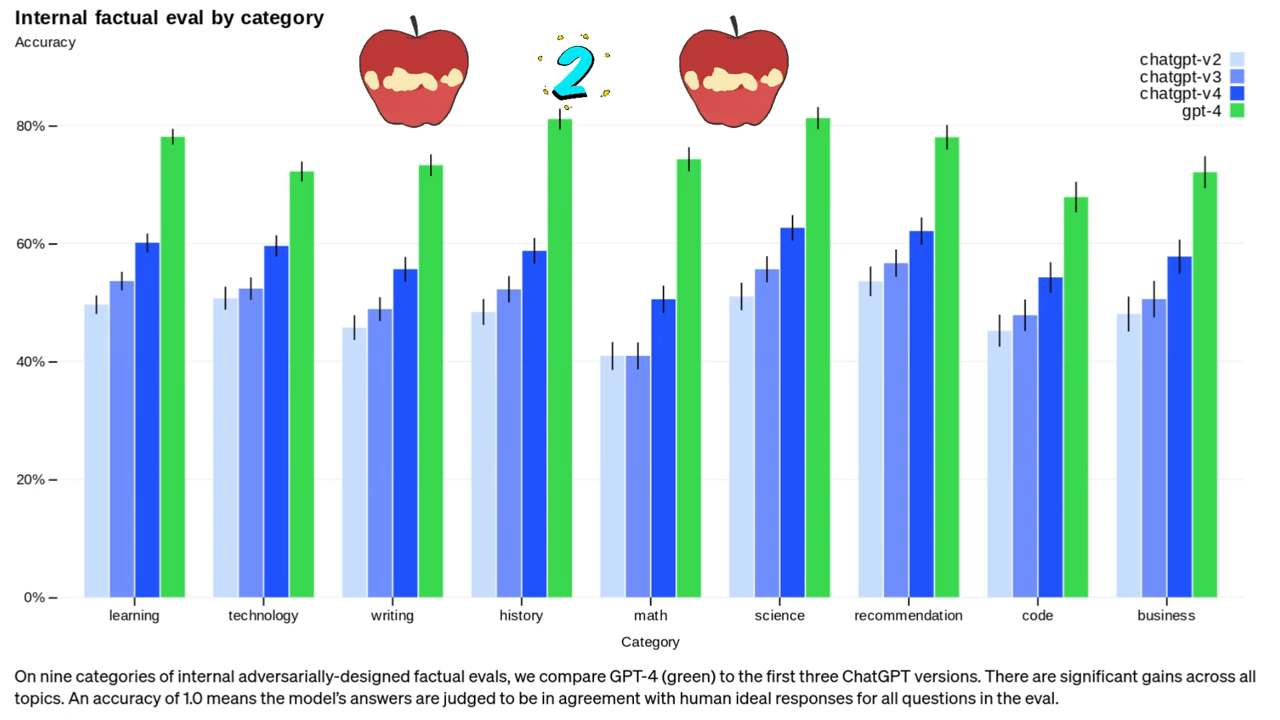 Internal factual eval by category
Accuracy
2
chatgpt-v2
chatgpt-v3
chatgpt-v4
gpt-4
80%
60%
40%
20%
0%
learning technology writing history math science recommendation code business
Category
On nine categories of internal adversarially-designed factual evals, we compare GPT-4 (green) to the first three ChatGPT versions. There are significant gains across all
topics. An accuracy of 1.0 means the model’s answers are judged to be in agreement with human ideal responses for all questions in the eval.